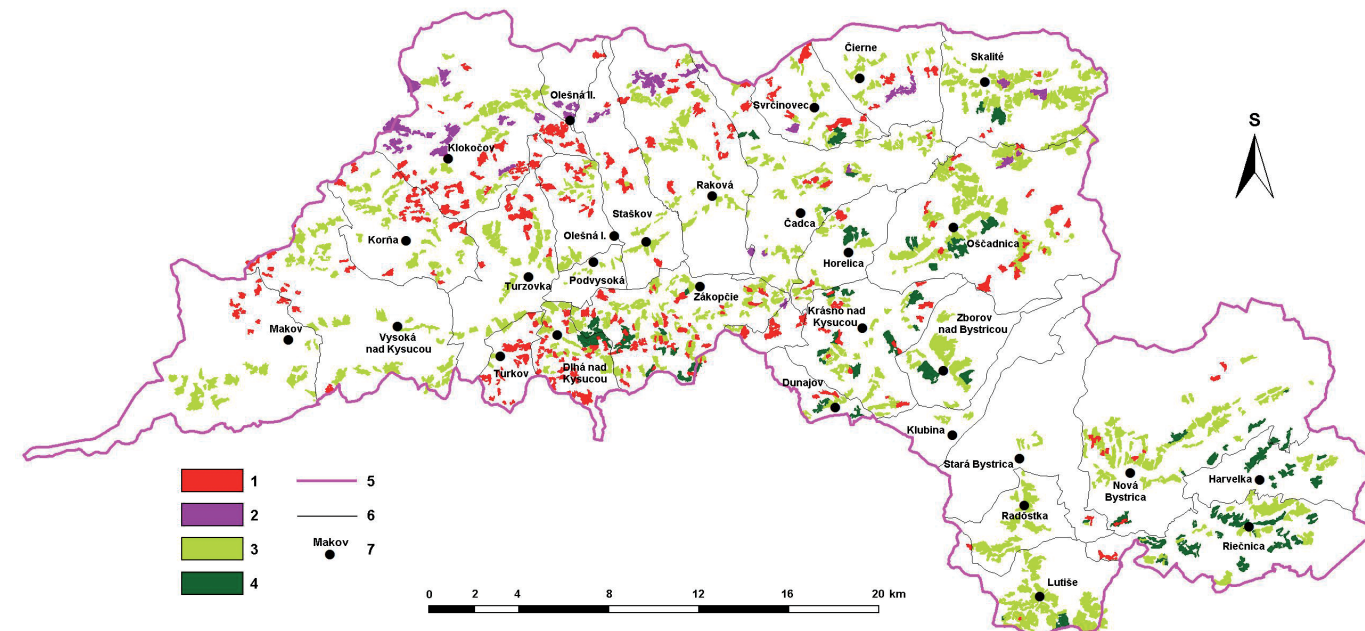 Čierne
Skalité
Olešná II.
Svrčinovec
S
Klokočov
Raková
Staškov
Čadca
Korňa
Olešná I.
Oščadnica
Horelica
Turzovka
Podvysoká
Zákopčie
Krásno nad
Kysucou
Zborov
nad Bystricou
Makov
Vysoká
nad Kysucou
Turkov
Dlhá nad
Kysucou
Dunajov
Klubina
Stará Bystrica
Nová
Bystrica
Harvelka
Radôstka
Riečnica
Lutiše
1 5
2 6
3 Makov 7
4
0 2 4 8 12 16 20 km